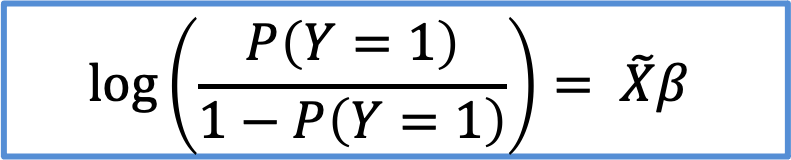 log(P(Y = 1) / 1 − P(Y = 1)) = X̃β